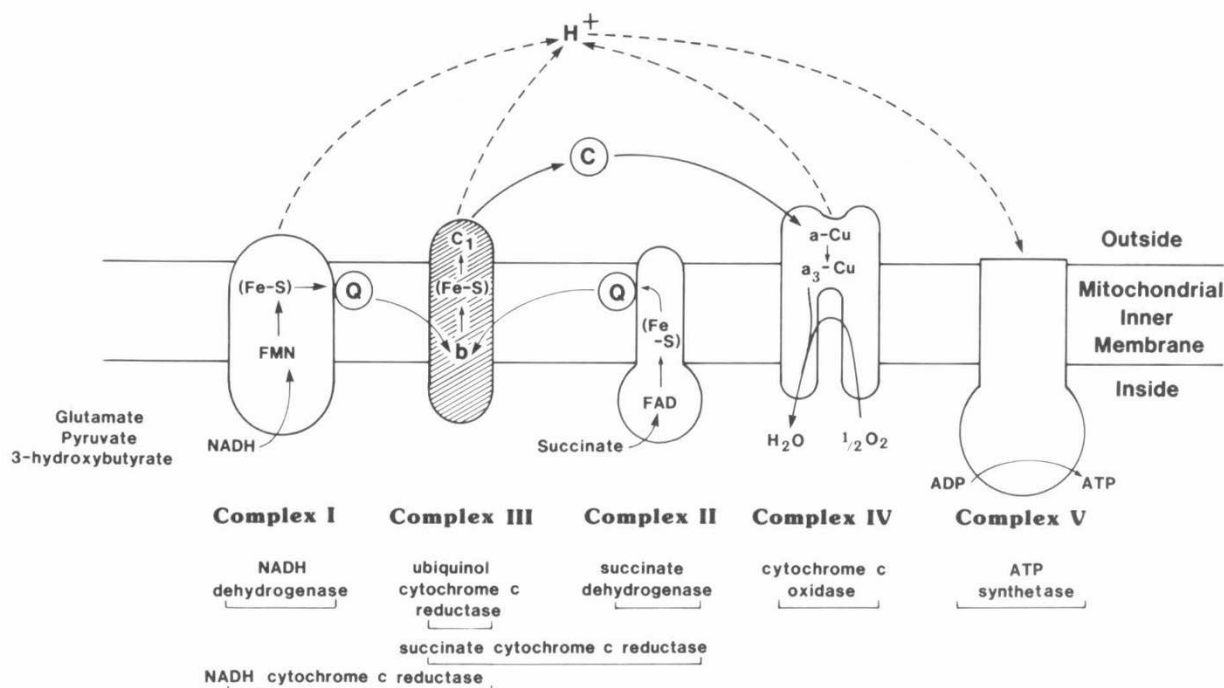 H+
C
C1
a-Cu
a3-Cu
Outside
(Fe-S)
Q
(Fe-S)
Q
(Fe
-S)
Mitochondrial
Inner
Membrane
FMN
b
Inside
FAD
Glutamate
Pyruvate
3-hydroxybutyrate
NADH
Succinate
H2O
1/2O2
ADP
ATP
Complex I
Complex III
Complex II
Complex IV
Complex V
NADH
dehydrogenase
ubiquinol
cytochrome c
reductase
succinate
dehydrogenase
cytochrome c
oxidase
ATP
synthetase
succinate cytochrome c reductase
NADH cytochrome c reductase